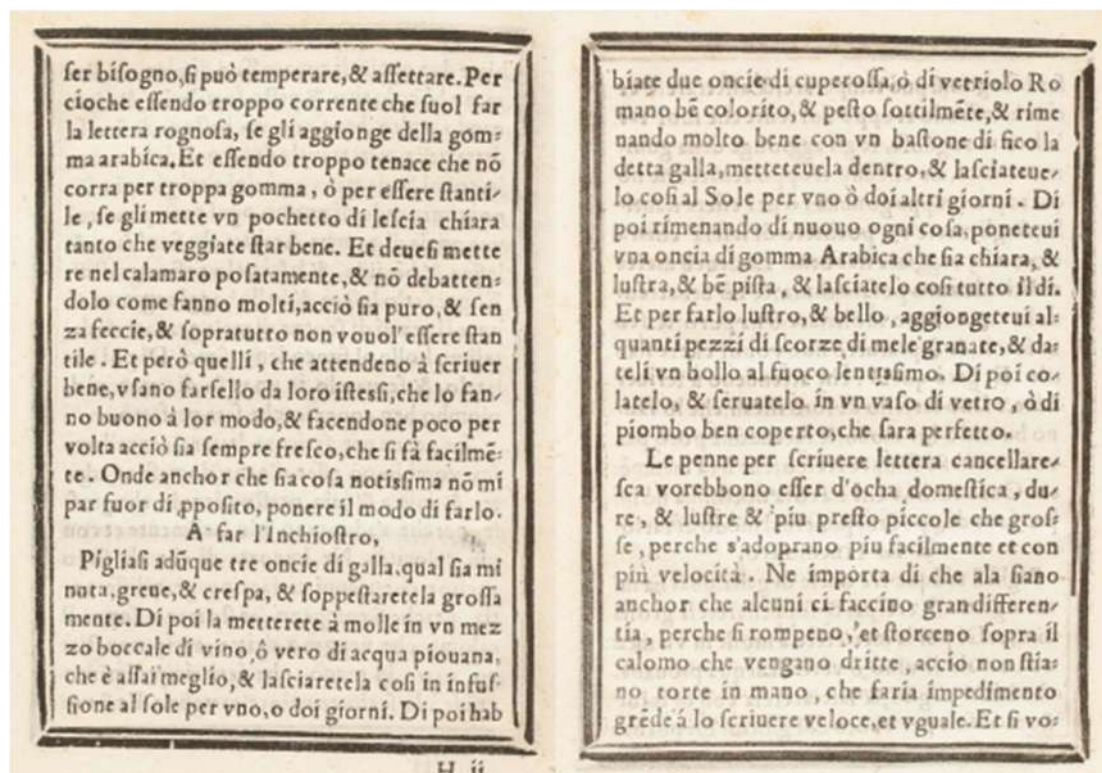 ſer biſogno,ſi può temperare,& aſſettare.Per
cioche eſſendo troppo corrente che ſuol far
la lettera rognoſa, ſe gli aggionge della gom⸗
ma arabica.Et eſſendo troppo tenace che nõ
corra per troppa gomma, ò per eſſere ſtanti⸗
le, ſe gli mette vn pochetto di leſcia chiara
tanto che veggiate ſtar bene. Et deueſi mette
re nel calamaro poſatamente,& nõ debatten⸗
dolo come fanno molti,acciò ſia puro,& ſen
za feccie,& ſopratutto non vouol'eſſere ſtan
tile. Et però quelli, che attendeno à ſcriuer
bene,vſano farſello da loro iſteſſi,che lo fan⸗
no buono à lor modo,& facendone poco per
volta acciò ſia ſempre freſco,che ſi fà facilmẽ⸗
te. Onde anchor che ſia coſa notiſſima nõ mi
par fuor di ꝓpoſito, ponere il modo di farlo.
A far l'Inchioſtro,
Pigliaſi adũque tre oncie di galla,qual ſia mi
nuta,greue,& creſpa, & ſoppeſtaretela groſſa
mente. Di poi la metterete à molle in vn mez
zo boccale di vino,ô vero di acqua piouana,
che è aſſai meglio,& laſciaretela coſi in infuſ⸗
ſione al ſole per vno,o doi giorni. Di poi hab
H ii
biate due oncie di cuperoſſa,ò di vetriolo Ro
mano bẽ colorito,& peſto ſottilmẽte,& rime
nando molto bene con vn baſtone di fico la
detta galla,metteteuela dentro,& laſciateue⸗
lo coſi al Sole per vno ò doi altri giorni. Di
poi rimenando di nuouo ogni coſa,poneteui
vna oncia di gomma Arabica che ſia chiara, &
luſtra,& bẽ piſta, & laſciatelo coſi tutto il di.
Et per farlo luſtro,& bello, aggiongeteui al⸗
quanti pezzi di ſcorze di mele granate,& da⸗
teli vn bollo al fuoco lentiſſimo. Di poi co⸗
latelo, & ſeruatelo in vn vaſo di vetro, ò di
piombo ben coperto,che ſara perfetto.
Le penne per ſcriuere lettera cancellare⸗
ſca vorebbono eſſer d'ocha domeſtica, du⸗
re, & luſtre & piu preſto piccole che groſ⸗
ſe, perche s'adoprano piu facilmente et con
più velocità. Ne importa di che ala ſiano
anchor che alcuni ci faccino gran differen⸗
tia, perche ſi rompeno, et ſtorceno ſopra il
calomo che vengano dritte, accio non ſtia⸗
no torte in mano, che ſaria impedimento
grẽde á lo ſcriuere veloce,et vguale. Et ſi vo⸗